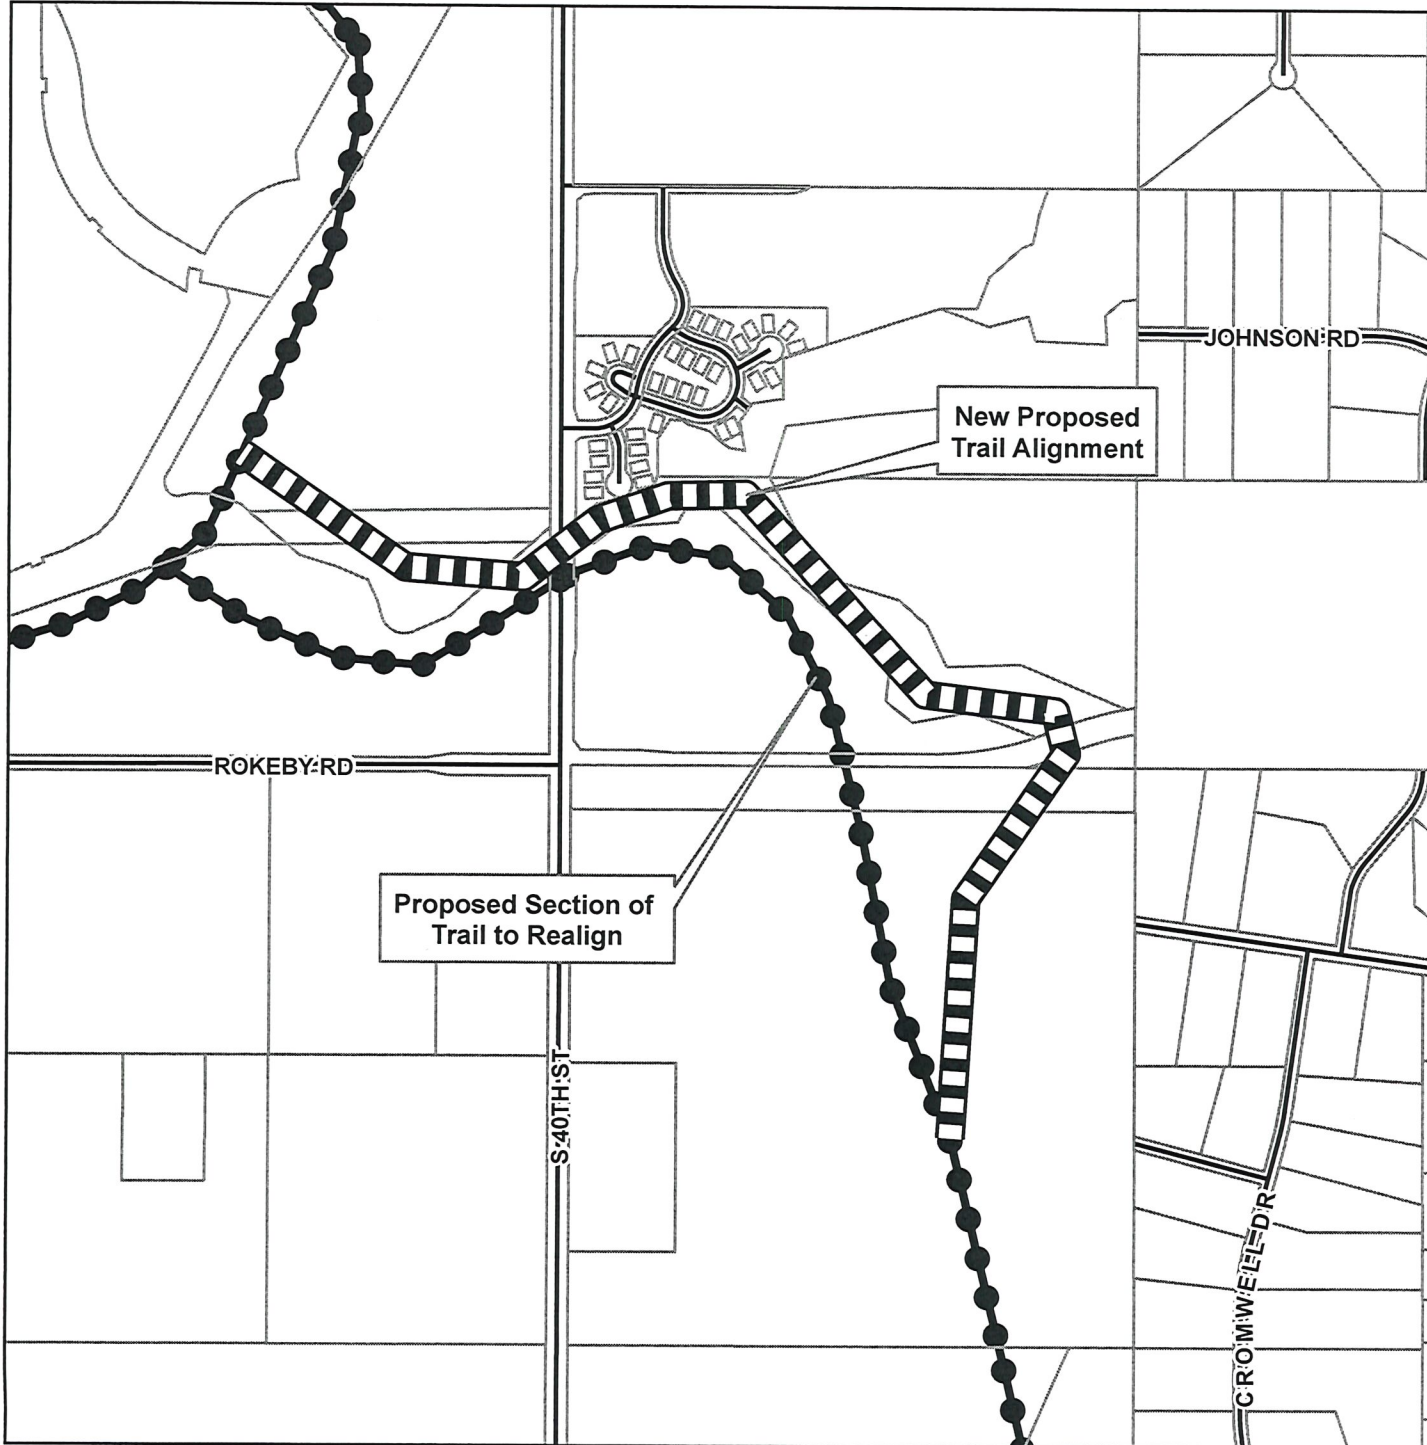 JOHNSON RD
New Proposed
Trail Alignment
ROKEBY RD
Proposed Section of
Trail to Realign
S 40TH ST
CROMWELL DR